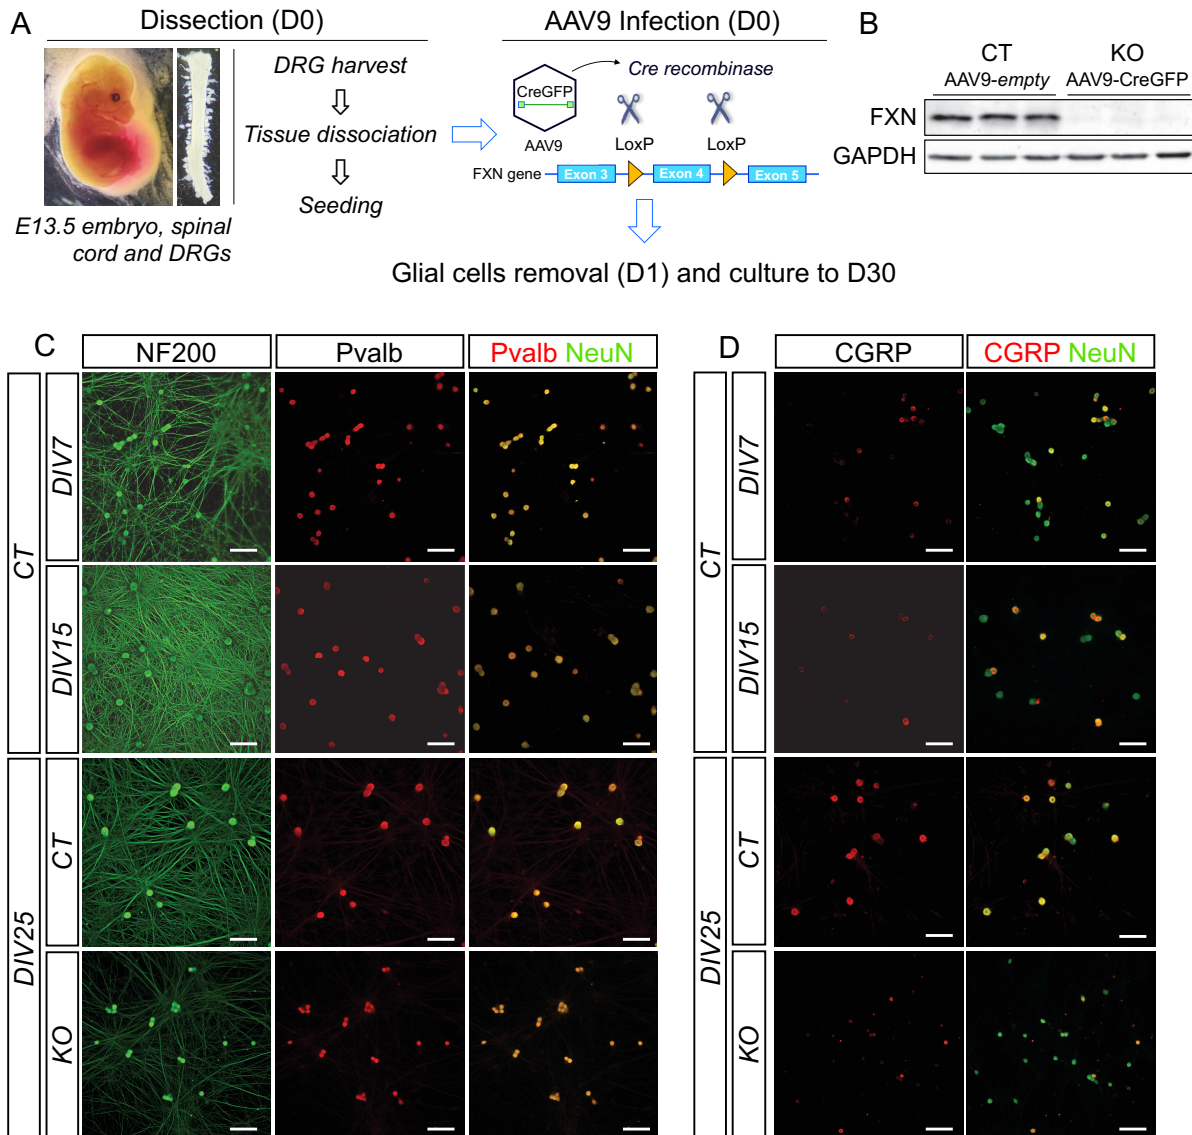 A
Dissection (D0)
DRG harvest
Tissue dissociation
Seeding
E13.5 embryo, spinal
cord and DRGs
AAV9 Infection (D0)
CreGFP
AAV9
Cre recombinase
LoxP
LoxP
FXN gene
Exon 3
Exon 4
Exon 5
Glial cells removal (D1) and culture to D30
B
CT
KO
AAV9-empty
AAV9-CreGFP
FXN
GAPDH
C
NF200
Pvalb
Pvalb NeuN
CT
DIV7
DIV15
DIV25
CT
KO
D
CGRP
CGRP NeuN
CT
DIV7
DIV15
DIV25
CT
KO